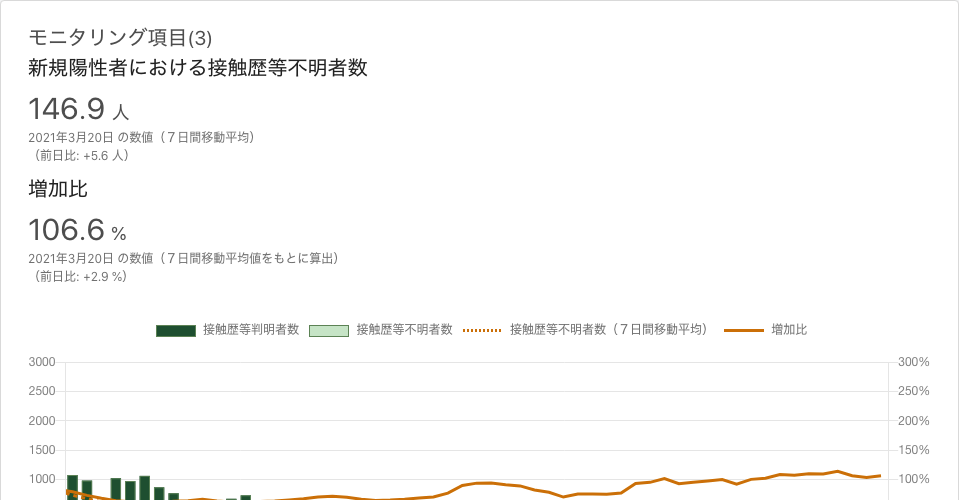 モニタリング項目(3)
新規陽性者における接触歴等不明者数
146.9 人
2021年3月20日 の数値（７日間移動平均）
（前日比: +5.6 人）
増加比
106.6 %
2021年3月20日 の数値（７日間移動平均値をもとに算出）
（前日比: +2.9 %）
接触歴等判明者数 接触歴等不明者数 接触歴等不明者数（７日間移動平均） 増加比
3000 300%
2500 250%
2000 200%
1500 150%
1000 100%